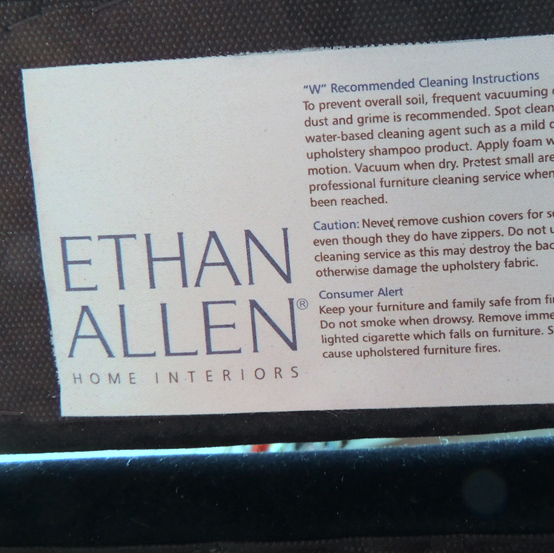 "W" Recommended Cleaning Instructions
To prevent overall soil, frequent vacuuming
dust and grime is recommended. Spot clean
water-based cleaning agent such as a mild
upholstery shampoo product. Apply foam
motion. Vacuum when dry. Pretest small
professional furniture cleaning service when
been reached.
Caution: Never remove cushion covers for
even though they do have zippers. Do not
cleaning service as this may destroy the
otherwise damage the upholstery fabric.
Consumer Alert
Keep your furniture and family safe from
Do not smoke when drowsy. Remove
lighted cigarette which falls on furniture.
cause upholstered furniture fires.
ETHAN
ALLEN®
HOME INTERIORS